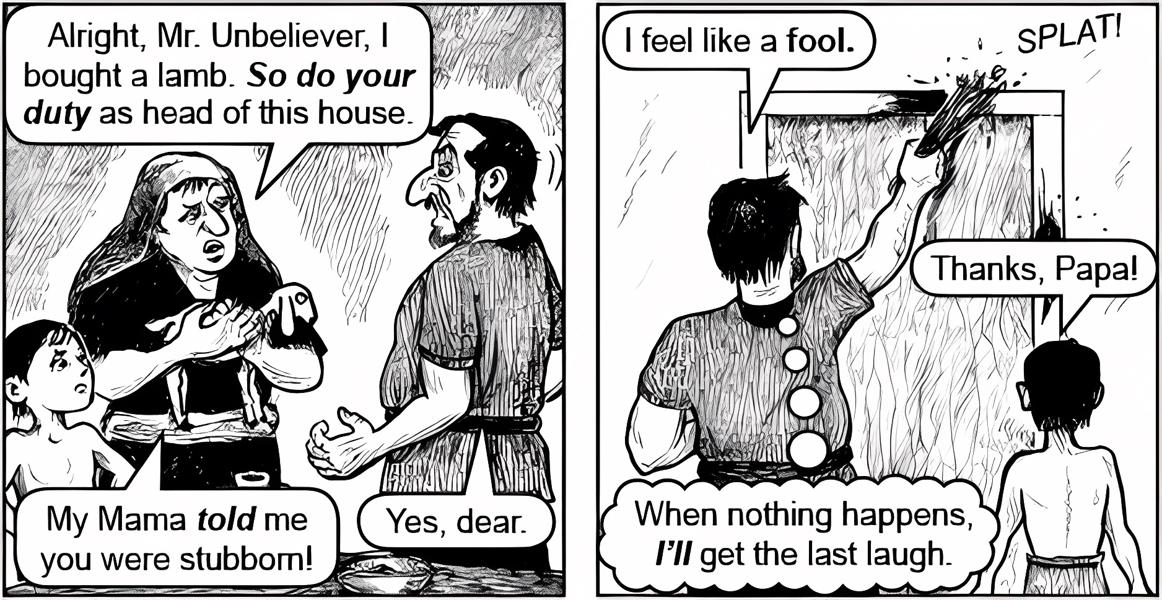 Alright, Mr. Unbeliever, I
bought a lamb. So do your
duty as head of this house.
My Mama told me
you were stubborn!
Yes, dear.
I feel like a fool.
SPLAT!
Thanks, Papa!
When nothing happens,
I'll get the last laugh.